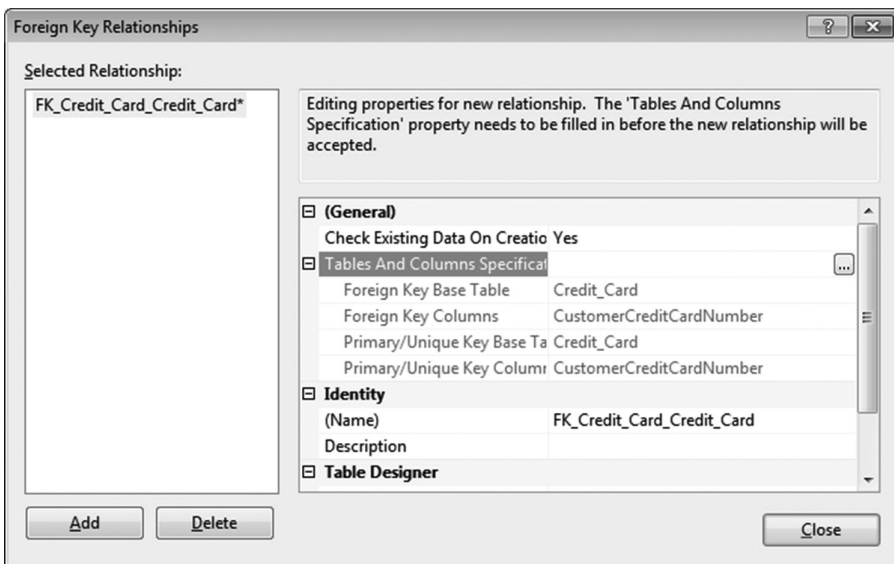 Foreign Key Relationships
?
X
Selected Relationship:
FK_Credit_Card_Credit_Card*
Editing properties for new relationship. The 'Tables And Columns
Specification' property needs to be filled in before the new relationship will be
accepted.
(General)
Check Existing Data On Creatio Yes
Tables And Columns Specificat ...
Foreign Key Base Table Credit_Card
Foreign Key Columns CustomerCreditCardNumber
Primary/Unique Key Base Ta Credit_Card
Primary/Unique Key Column CustomerCreditCardNumber
Identity
(Name) FK_Credit_Card_Credit_Card
Description
Table Designer
Add Delete
Close